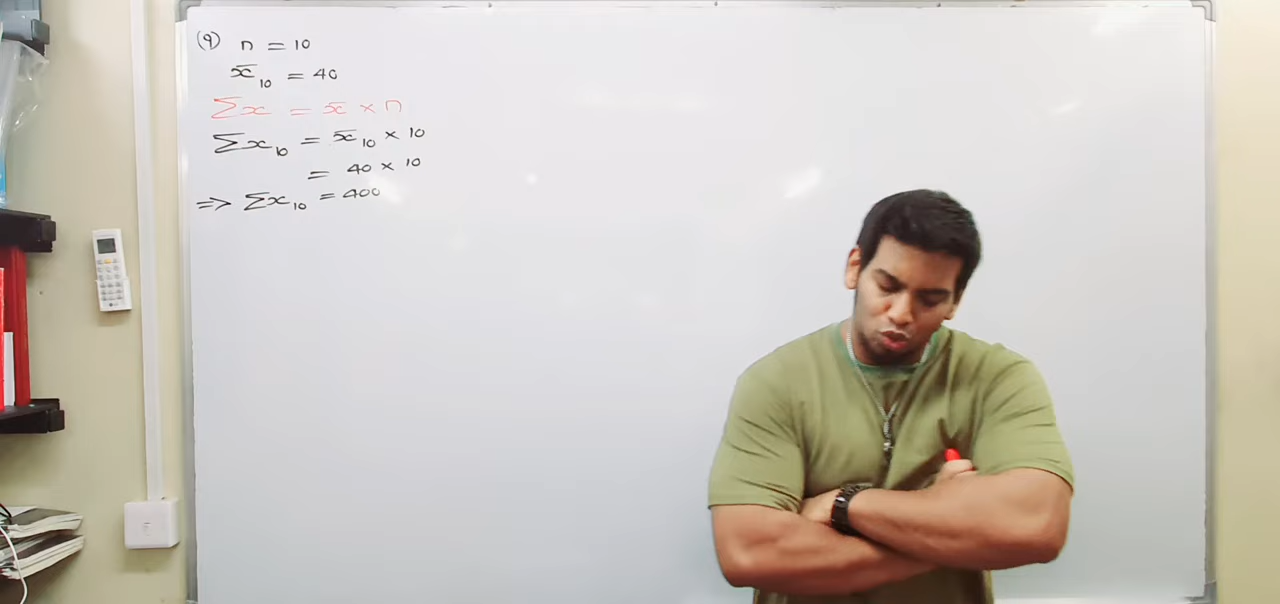 (9) n = 10
x̄₁₀ = 40
Σx = x̄ × n
Σx₁₀ = x̄₁₀ × 10
= 40 × 10
⇒ Σx₁₀ = 400